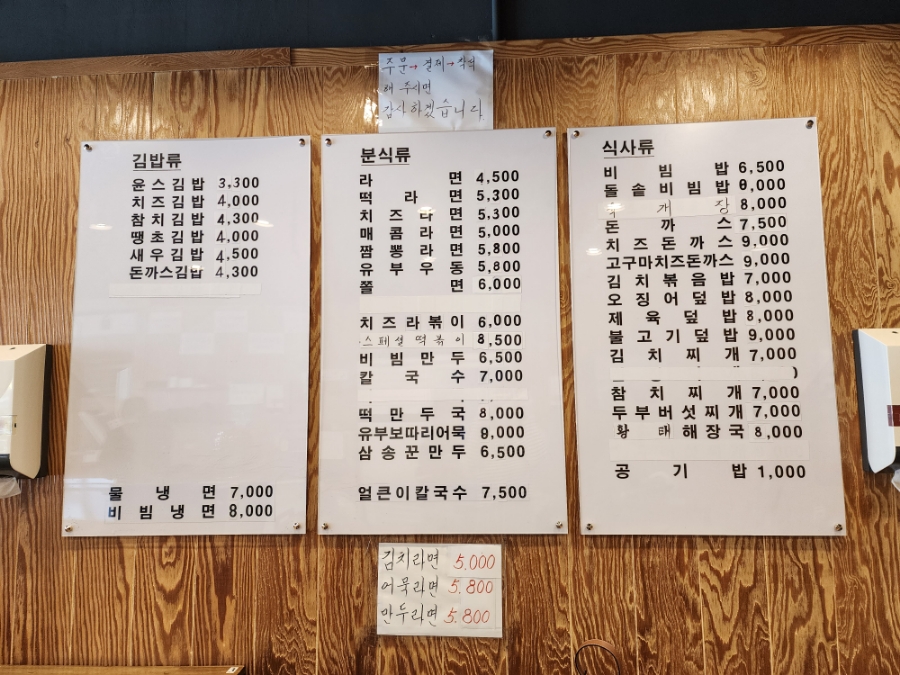 주문→결제→식사
해 주시면
감사하겠습니다.
김밥류
윤스김밥 3,300
치즈김밥 4,000
참치김밥 4,300
땡초김밥 4,000
새우김밥 4,500
돈까스김밥 4,300
물냉면 7,000
비빔냉면 8,000
분식류
라면 4,500
떡라면 5,300
치즈라면 5,300
매콤라면 5,000
짬뽕라면 5,800
유부우동 5,800
쫄면 6,000
치즈라볶이 6,000
스페셜떡볶이 8,500
비빔만두 6,500
칼국수 7,000
떡만두국 8,000
유부보따리어묵 9,000
삼송꾼만두 6,500
얼큰이칼국수 7,500
식사류
비빔밥 6,500
돌솥비빔밥 8,000
개장 8,000
돈까스 7,500
치즈돈까스 9,000
고구마치즈돈까스 9,000
김치볶음밥 7,000
오징어덮밥 8,000
제육덮밥 8,000
불고기덮밥 9,000
김치찌개 7,000
참치찌개 7,000
두부버섯찌개 7,000
황태해장국 8,000
공기밥 1,000
김치라면 5.000
어묵라면 5.800
만두라면 5.800